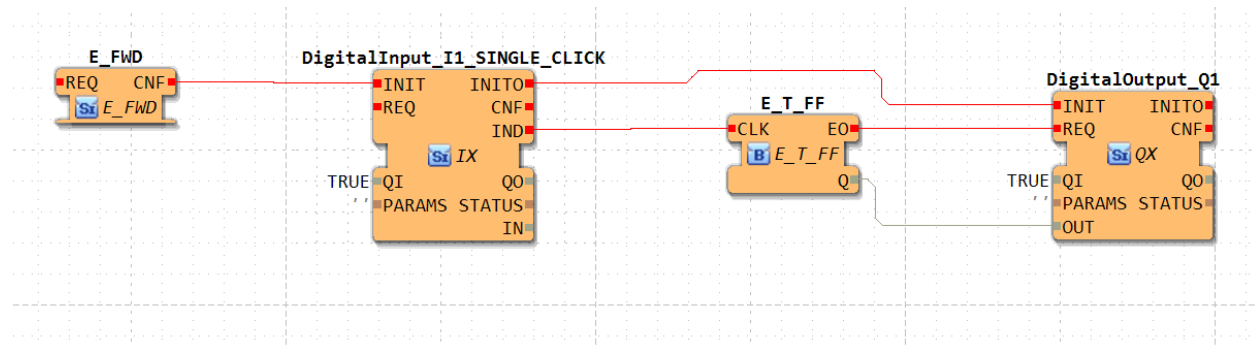 E_FWD
REQ CNF
E_FWD
DigitalInput_I1_SINGLE_CLICK
INIT INITO
REQ CNF
IND
IX
TRUE QI QO
'' PARAMS STATUS
IN
E_T_FF
CLK EO
E_T_FF
Q
DigitalOutput_Q1
INIT INITO
REQ CNF
QX
TRUE QI QO
'' PARAMS STATUS
OUT